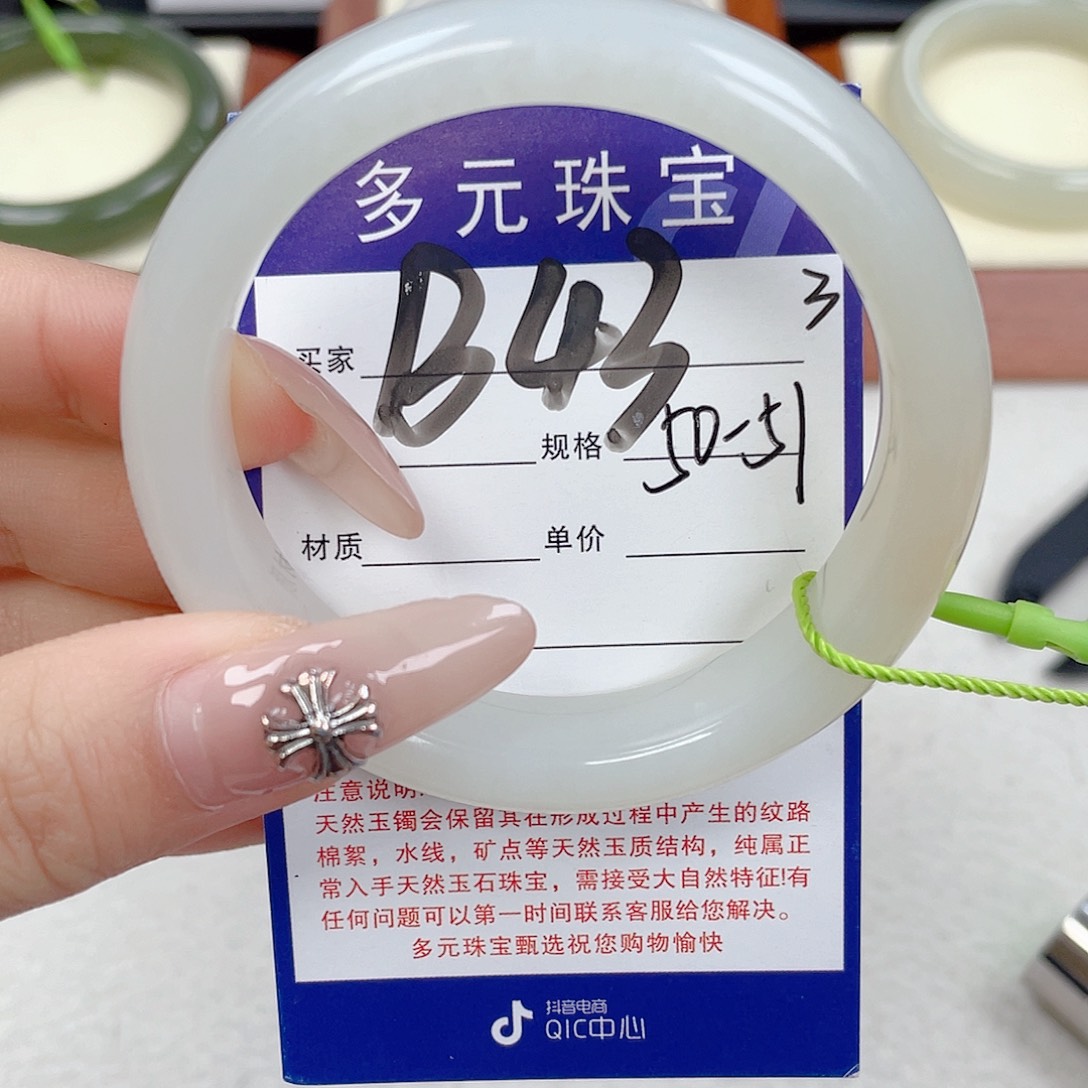 多元珠宝
B43
3
买家
规格 50-51
材质 单价
注意说明
天然玉镯会保留其在形成过程中产生的纹路
棉絮，水线，矿点等天然玉质结构，纯属正
常入手天然玉石珠宝，需接受大自然特征!有
任何问题可以第一时间联系客服给您解决。
多元珠宝甄选祝您购物愉快
抖音电商
QIC中心